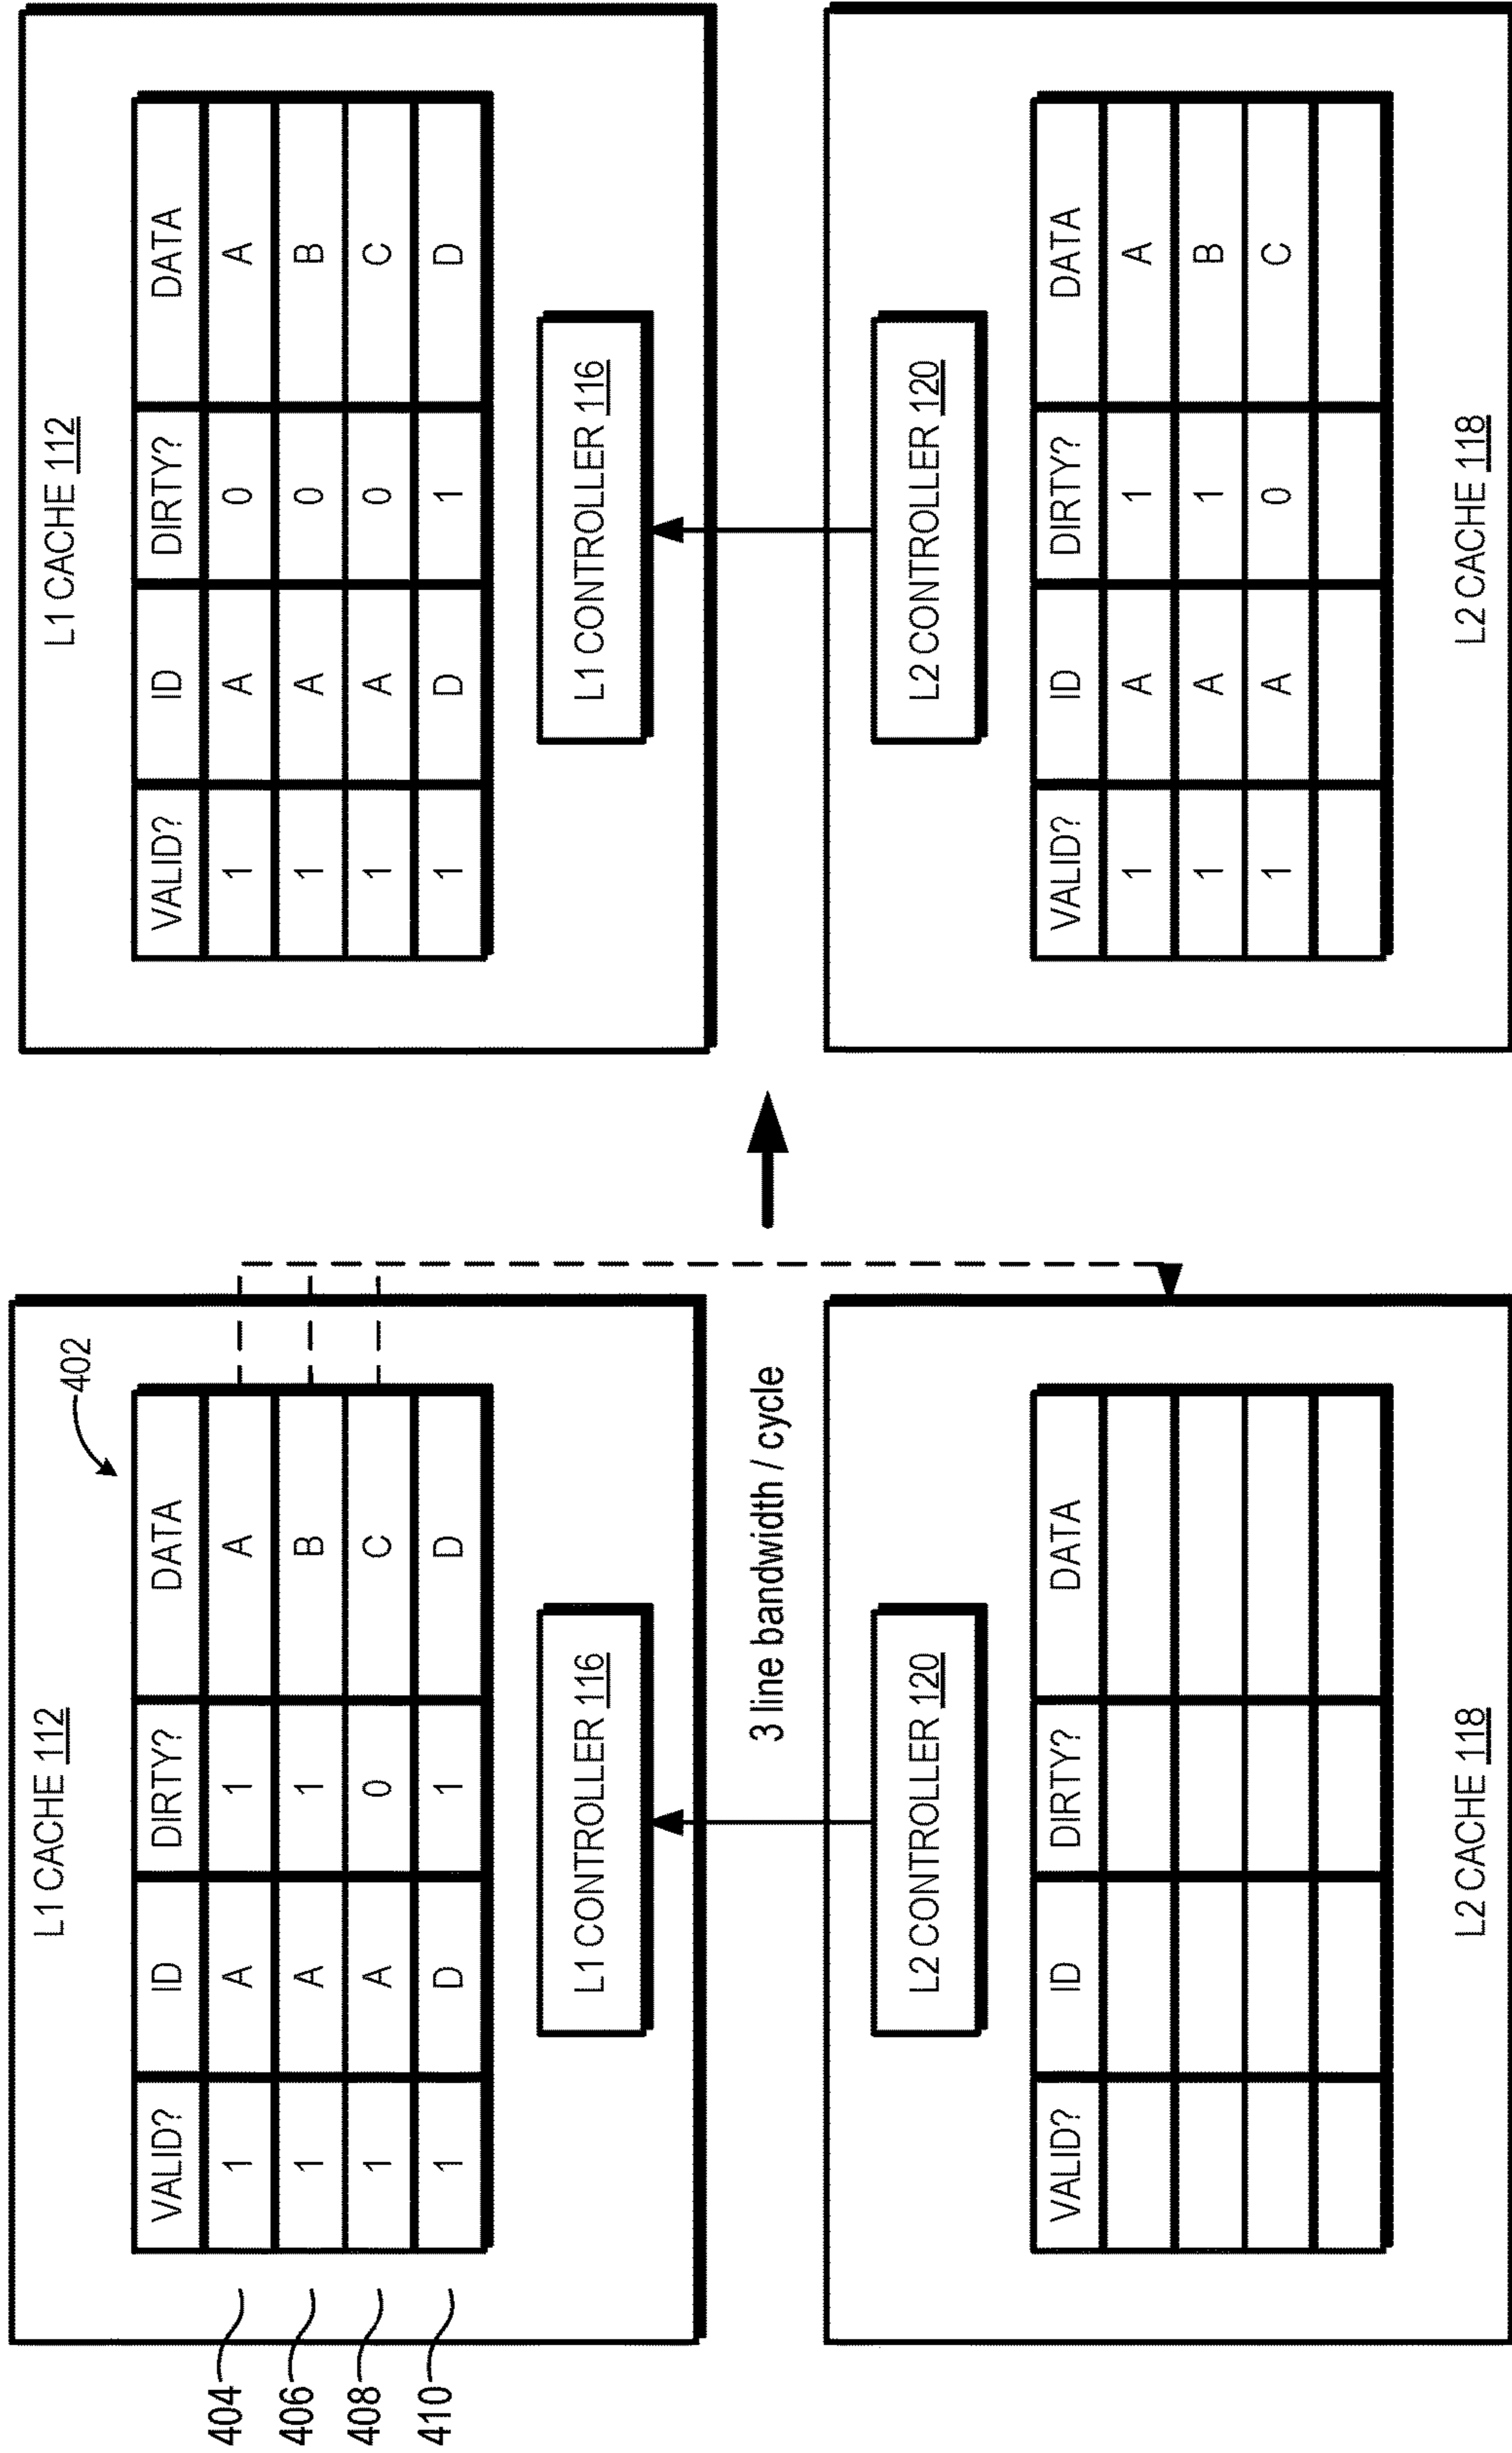 L1 CACHE 112
402
VALID? ID DIRTY? DATA
404 1 A 1 A
406 1 A 1 B
408 1 A 0 C
410 1 D 1 D
L1 CONTROLLER 116
3 line bandwidth / cycle
L2 CONTROLLER 120
VALID? ID DIRTY? DATA
L2 CACHE 118
L1 CACHE 112
VALID? ID DIRTY? DATA
1 A 0 A
1 A 0 B
1 A 0 C
1 D 1 D
L1 CONTROLLER 116
L2 CONTROLLER 120
VALID? ID DIRTY? DATA
1 A 1 A
1 A 1 B
1 A 0 C
L2 CACHE 118